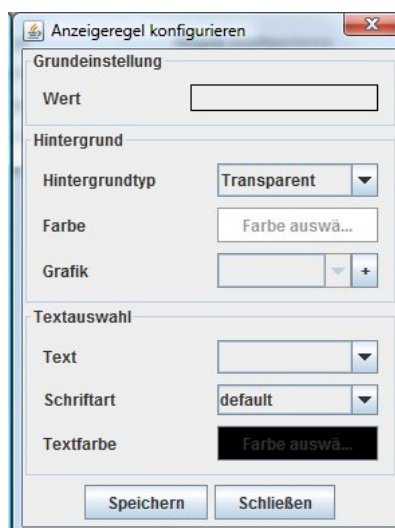 Anzeigeregel konfigurieren
Grundeinstellung
Wert
Hintergrund
Hintergrundtyp Transparent
Farbe Farbe auswä...
Grafik +
Textauswahl
Text
Schriftart default
Textfarbe Farbe auswä...
Speichern Schließen